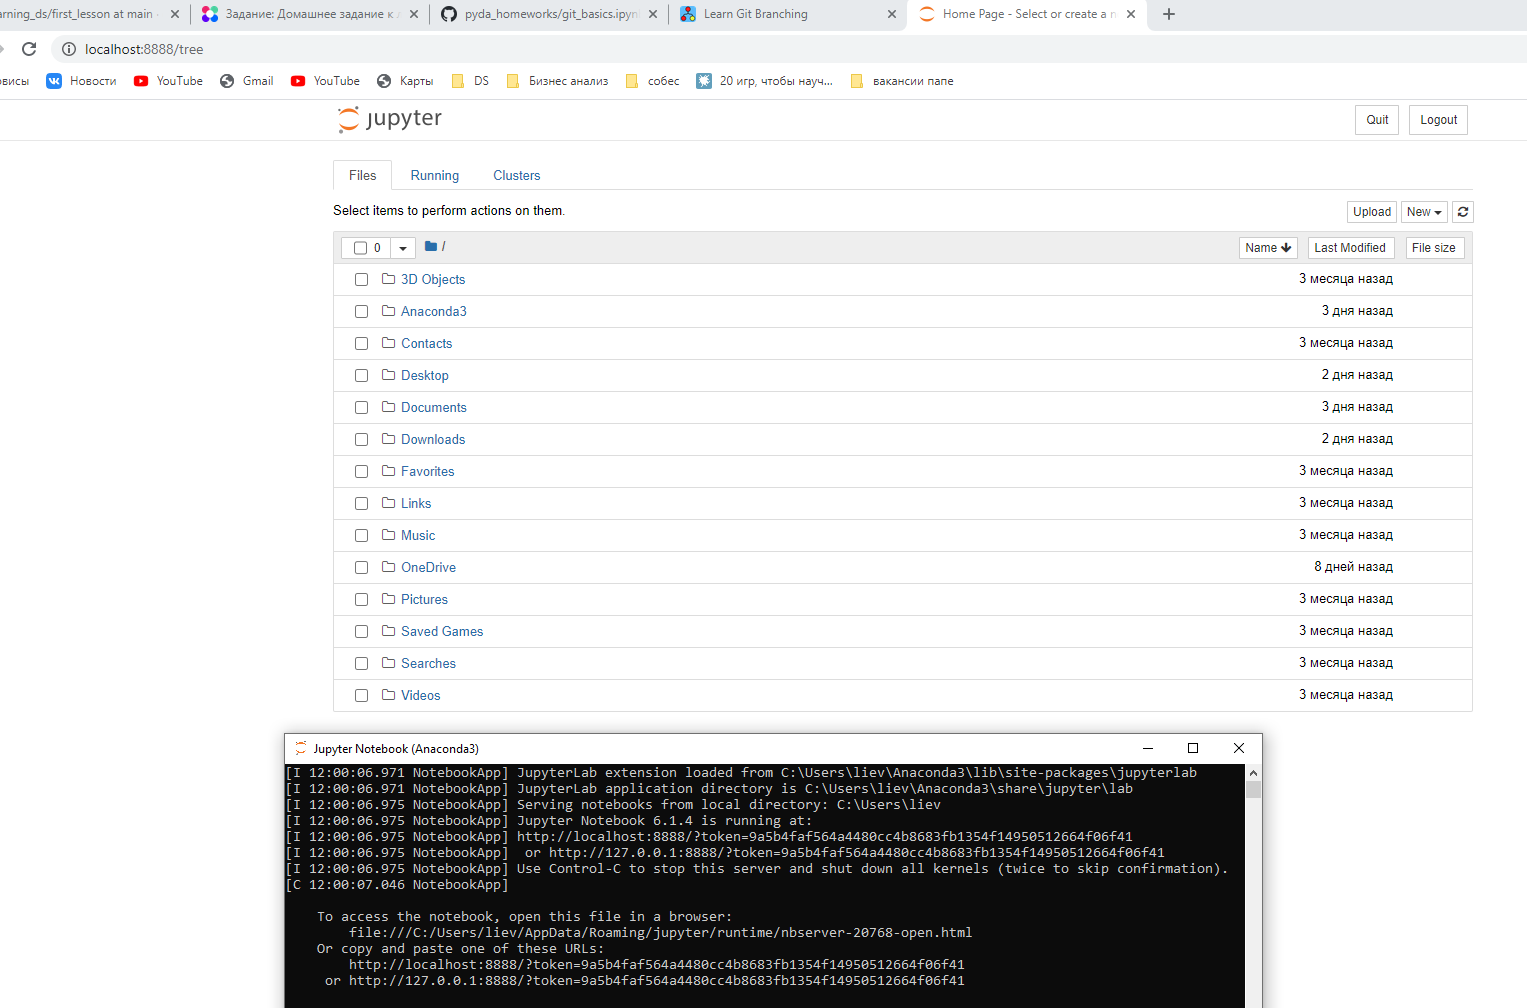 arning_ds/first_lesson at main
Задание: Домашнее задание к л
pyda_homeworks/git_basics.ipyn
Learn Git Branching
Home Page - Select or create a n
localhost:8888/tree
рвисы
Новости
YouTube
Gmail
YouTube
Карты
DS
Бизнес анализ
собес
20 игр, чтобы науч...
вакансии папе
jupyter
Quit
Logout
Files
Running
Clusters
Select items to perform actions on them.
Upload
New
0
/
Name
Last Modified
File size
3D Objects 3 месяца назад
Anaconda3 3 дня назад
Contacts 3 месяца назад
Desktop 2 дня назад
Documents 3 дня назад
Downloads 2 дня назад
Favorites 3 месяца назад
Links 3 месяца назад
Music 3 месяца назад
OneDrive 8 дней назад
Pictures 3 месяца назад
Saved Games 3 месяца назад
Searches 3 месяца назад
Videos 3 месяца назад
Jupyter Notebook (Anaconda3)
[I 12:00:06.971 NotebookApp] JupyterLab extension loaded from C:\Users\liev\Anaconda3\lib\site-packages\jupyterlab
[I 12:00:06.971 NotebookApp] JupyterLab application directory is C:\Users\liev\Anaconda3\share\jupyter\lab
[I 12:00:06.975 NotebookApp] Serving notebooks from local directory: C:\Users\liev
[I 12:00:06.975 NotebookApp] Jupyter Notebook 6.1.4 is running at:
[I 12:00:06.975 NotebookApp] http://localhost:8888/?token=9a5b4faf564a4480cc4b8683fb1354f14950512664f06f41
[I 12:00:06.975 NotebookApp]  or http://127.0.0.1:8888/?token=9a5b4faf564a4480cc4b8683fb1354f14950512664f06f41
[I 12:00:06.975 NotebookApp] Use Control-C to stop this server and shut down all kernels (twice to skip confirmation).
[C 12:00:07.046 NotebookApp]
To access the notebook, open this file in a browser:
file:///C:/Users/liev/AppData/Roaming/jupyter/runtime/nbserver-20768-open.html
Or copy and paste one of these URLs:
http://localhost:8888/?token=9a5b4faf564a4480cc4b8683fb1354f14950512664f06f41
or http://127.0.0.1:8888/?token=9a5b4faf564a4480cc4b8683fb1354f14950512664f06f41